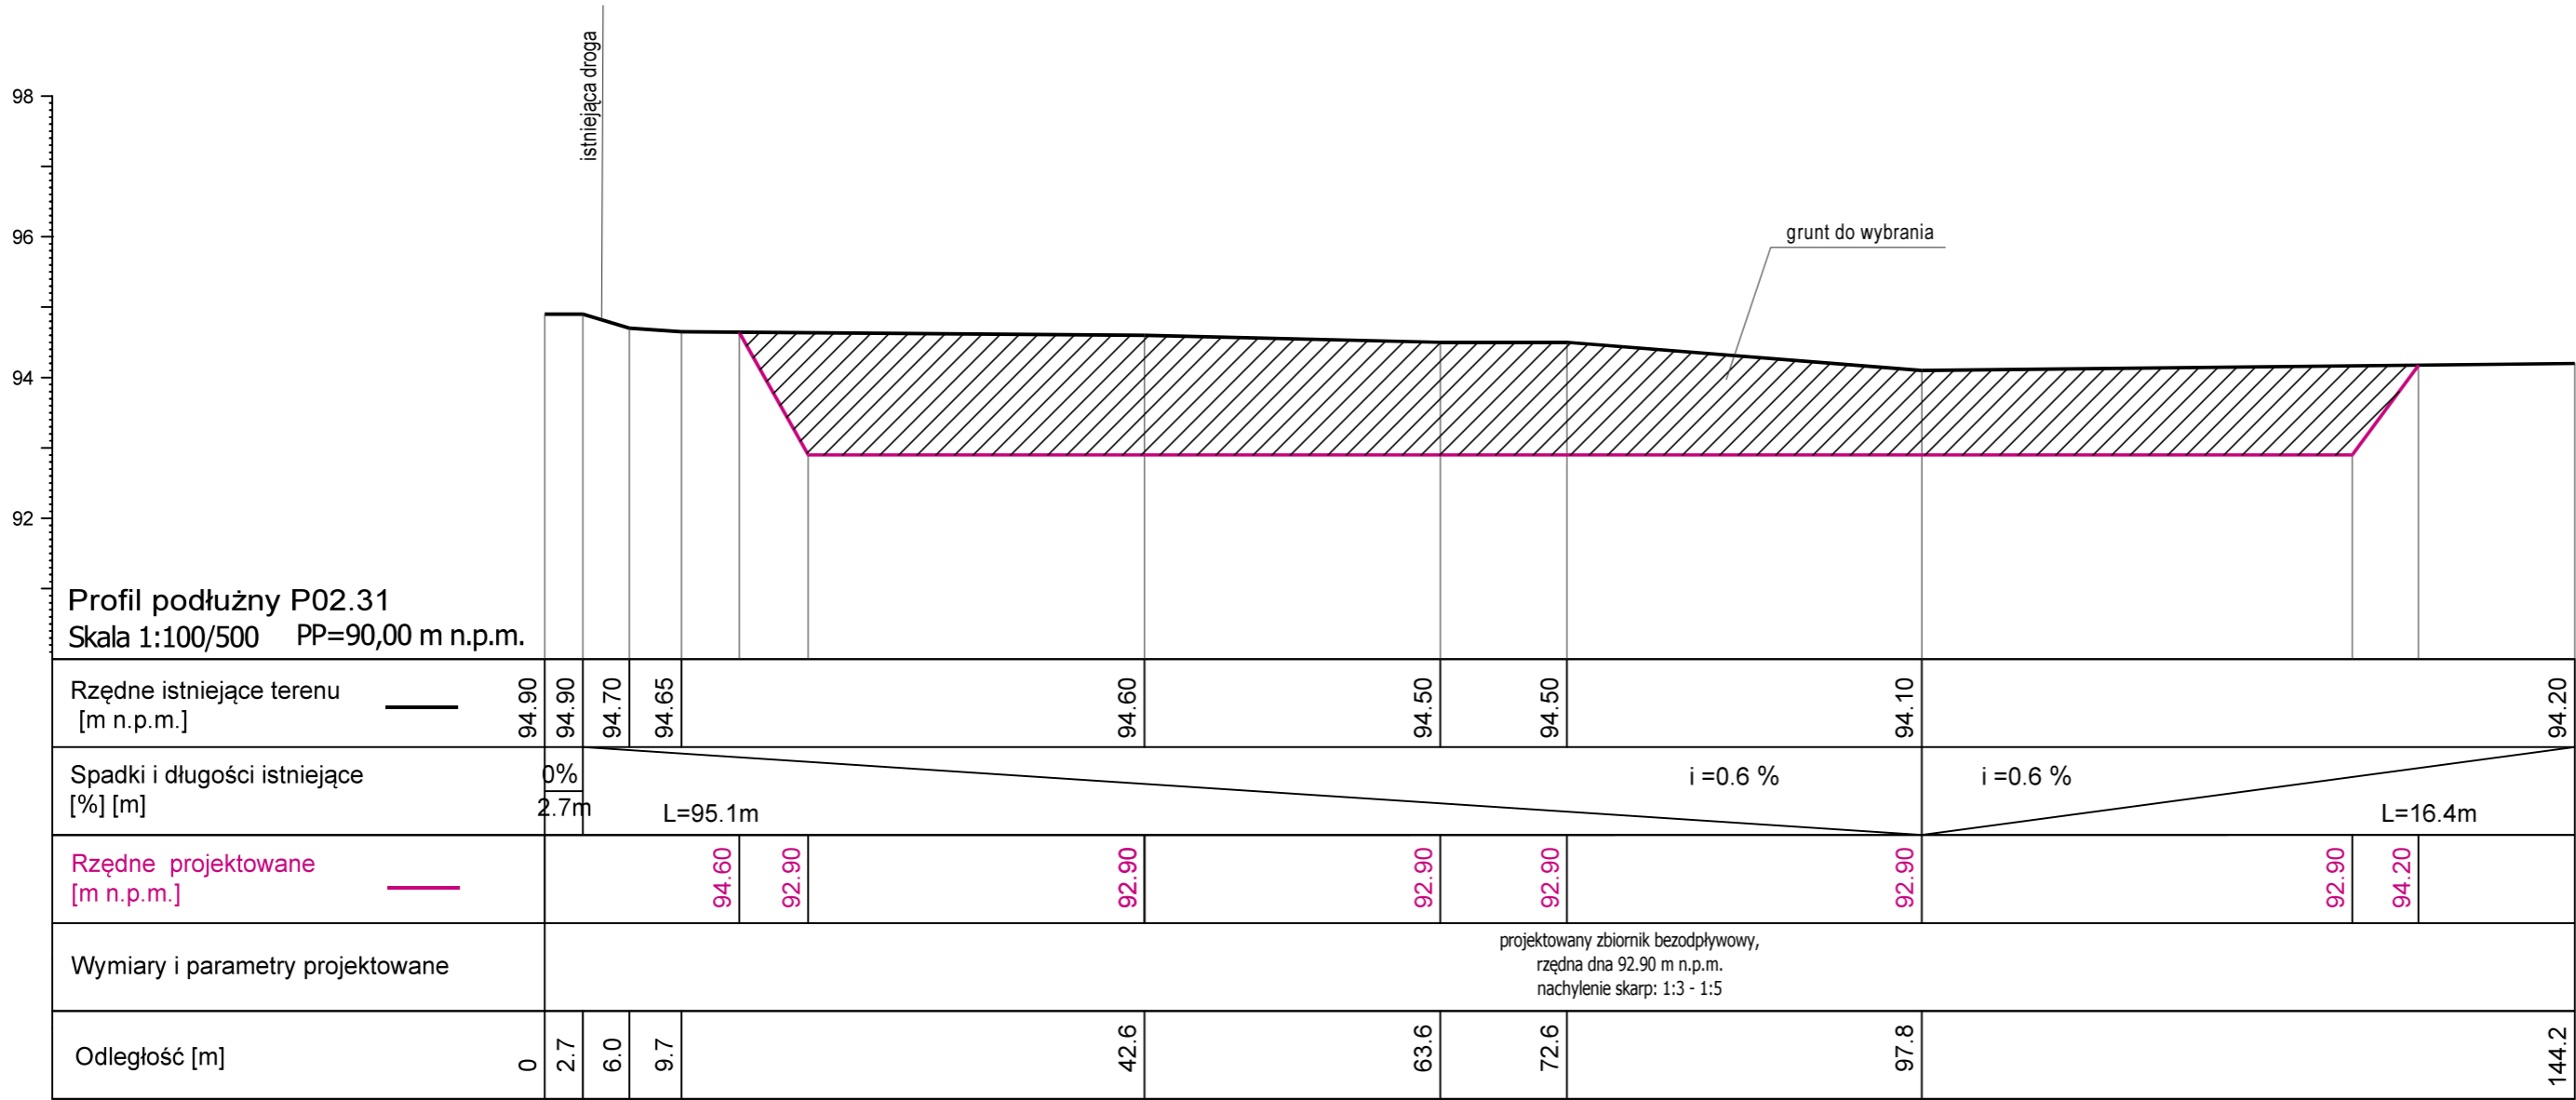 istniejąca droga
98
96
94
92
grunt do wybrania
Profil podłużny P02.31
Skala 1:100/500 PP=90,00 m n.p.m.
Rzędne istniejące terenu
[m n.p.m.]
94.90 94.90 94.70 94.65 94.60 94.50 94.50 94.10 94.20
Spadki i długości istniejące
[%] [m]
0%
2.7m
L=95.1m
i =0.6 %
i =0.6 %
L=16.4m
Rzędne projektowane
[m n.p.m.]
94.60 92.90 92.90 92.90 92.90 92.90 92.90 94.20
Wymiary i parametry projektowane
projektowany zbiornik bezodpływowy,
rzędna dna 92.90 m n.p.m.
nachylenie skarp: 1:3 - 1:5
Odległość [m]
0 2.7 6.0 9.7 42.6 63.6 72.6 97.8 144.2